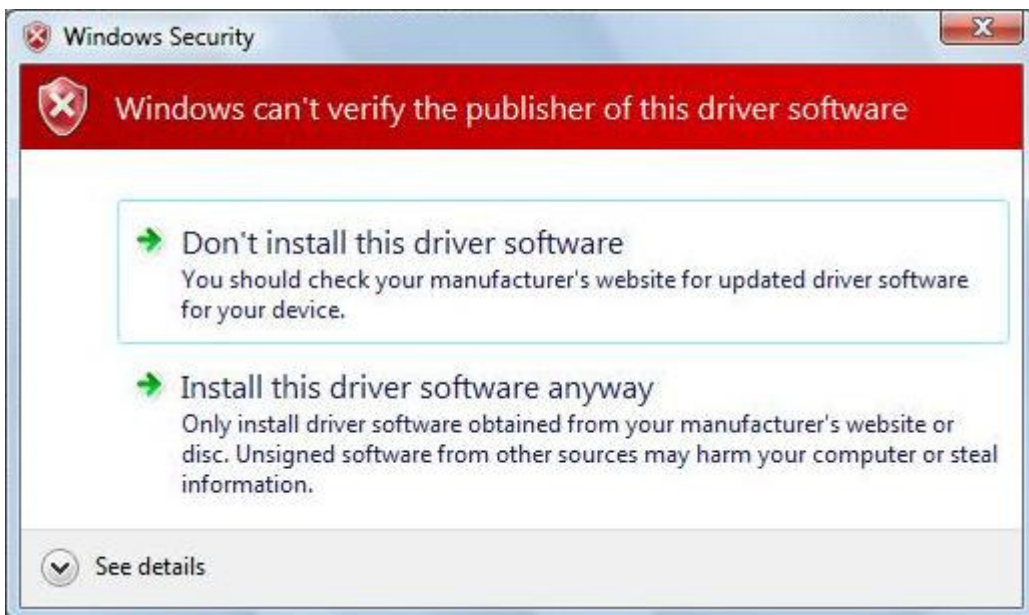 Windows Security
Windows can't verify the publisher of this driver software
Don't install this driver software
You should check your manufacturer's website for updated driver software
for your device.
Install this driver software anyway
Only install driver software obtained from your manufacturer's website or
disc. Unsigned software from other sources may harm your computer or steal
information.
See details